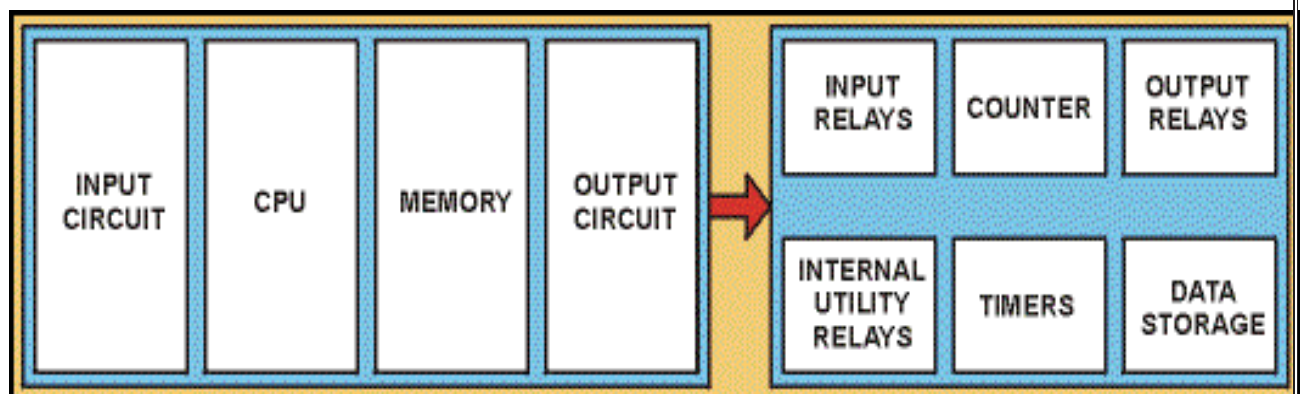 INPUT
CIRCUIT
CPU
MEMORY
OUTPUT
CIRCUIT
INPUT
RELAYS
COUNTER
OUTPUT
RELAYS
INTERNAL
UTILITY
RELAYS
TIMERS
DATA
STORAGE